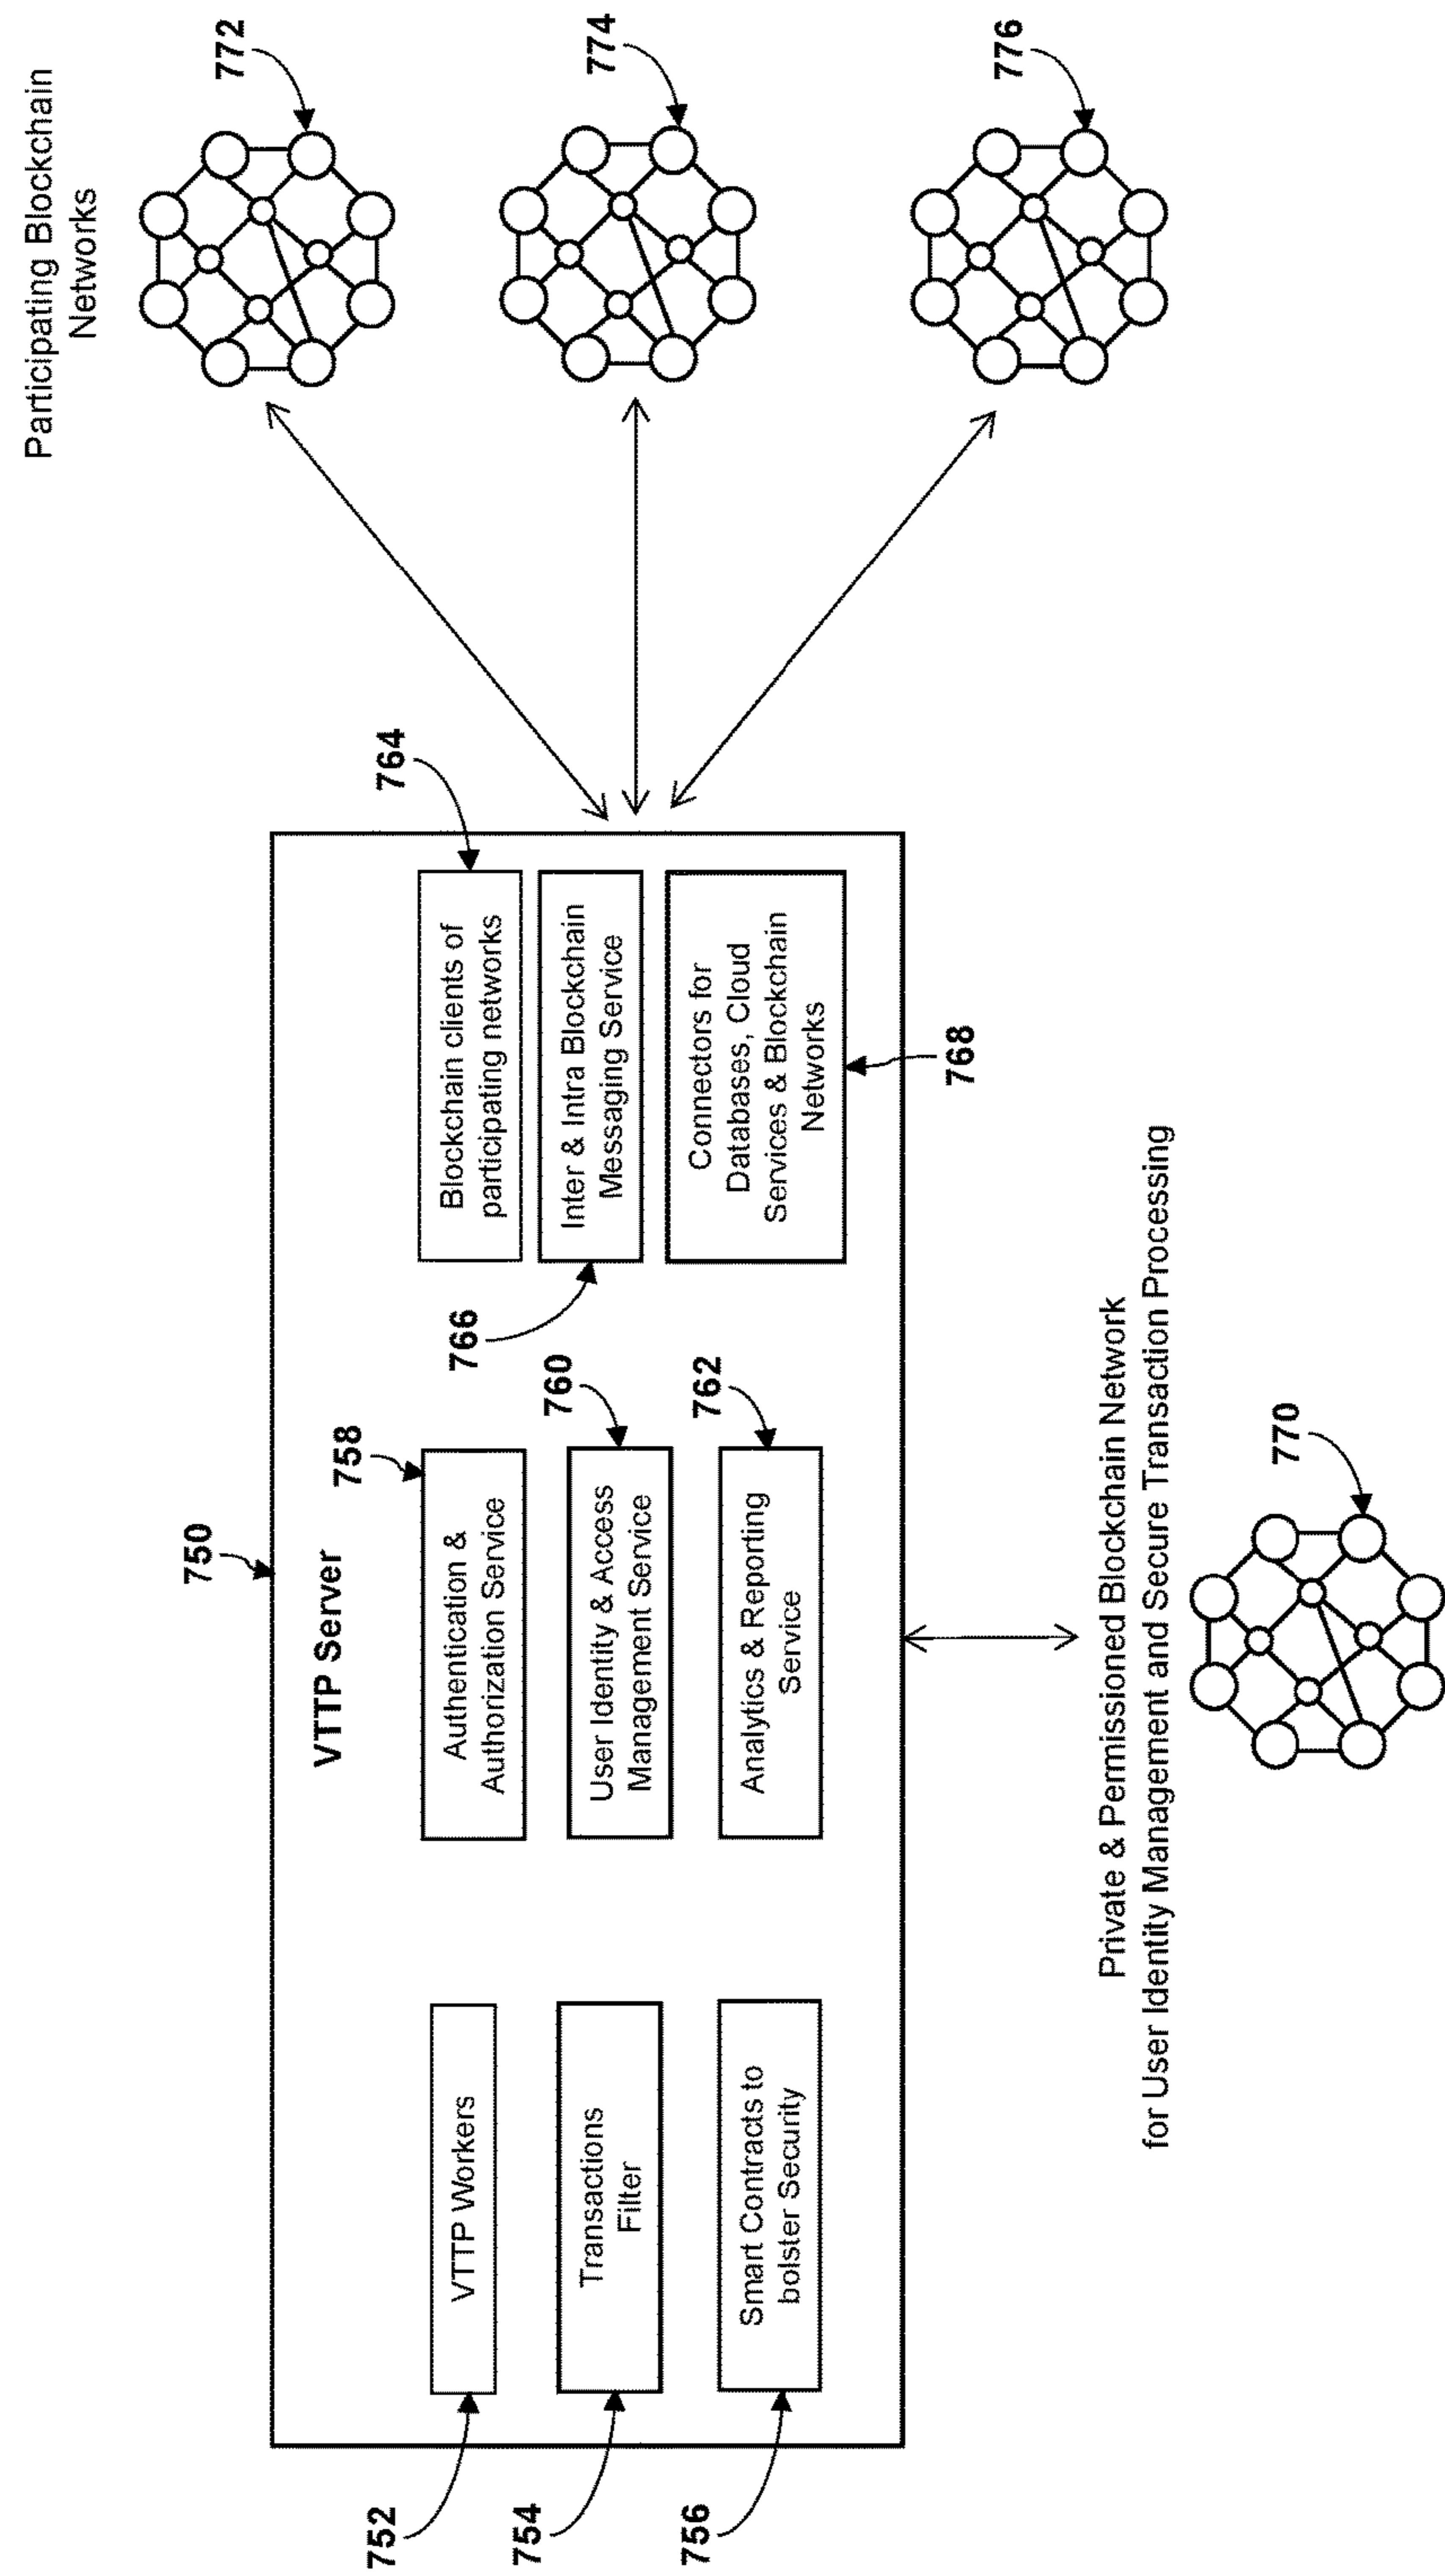 750
VTTP Server
752
VTTP Workers
754
Transactions
Filter
756
Smart Contracts to
bolster Security
758
Authentication &
Authorization Service
760
User Identity & Access
Management Service
762
Analytics & Reporting
Service
764
Blockchain clients of
participating networks
766
Inter & Intra Blockchain
Messaging Service
768
Connectors for
Databases, Cloud
Services & Blockchain
Networks
Participating Blockchain
Networks
772
774
776
Private & Permissioned Blockchain Network
for User Identity Management and Secure Transaction Processing
770